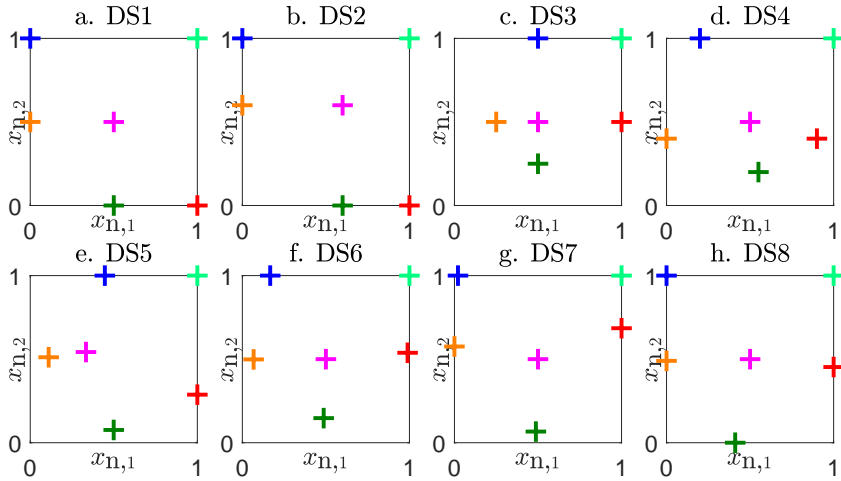 a. DS1
b. DS2
c. DS3
d. DS4
1
1
1
1
x_{n,2}
x_{n,2}
x_{n,2}
x_{n,2}
0
0
0
0
0 x_{n,1} 1
0 x_{n,1} 1
0 x_{n,1} 1
0 x_{n,1} 1
e. DS5
f. DS6
g. DS7
h. DS8
1
1
1
1
x_{n,2}
x_{n,2}
x_{n,2}
x_{n,2}
0
0
0
0
0 x_{n,1} 1
0 x_{n,1} 1
0 x_{n,1} 1
0 x_{n,1} 1